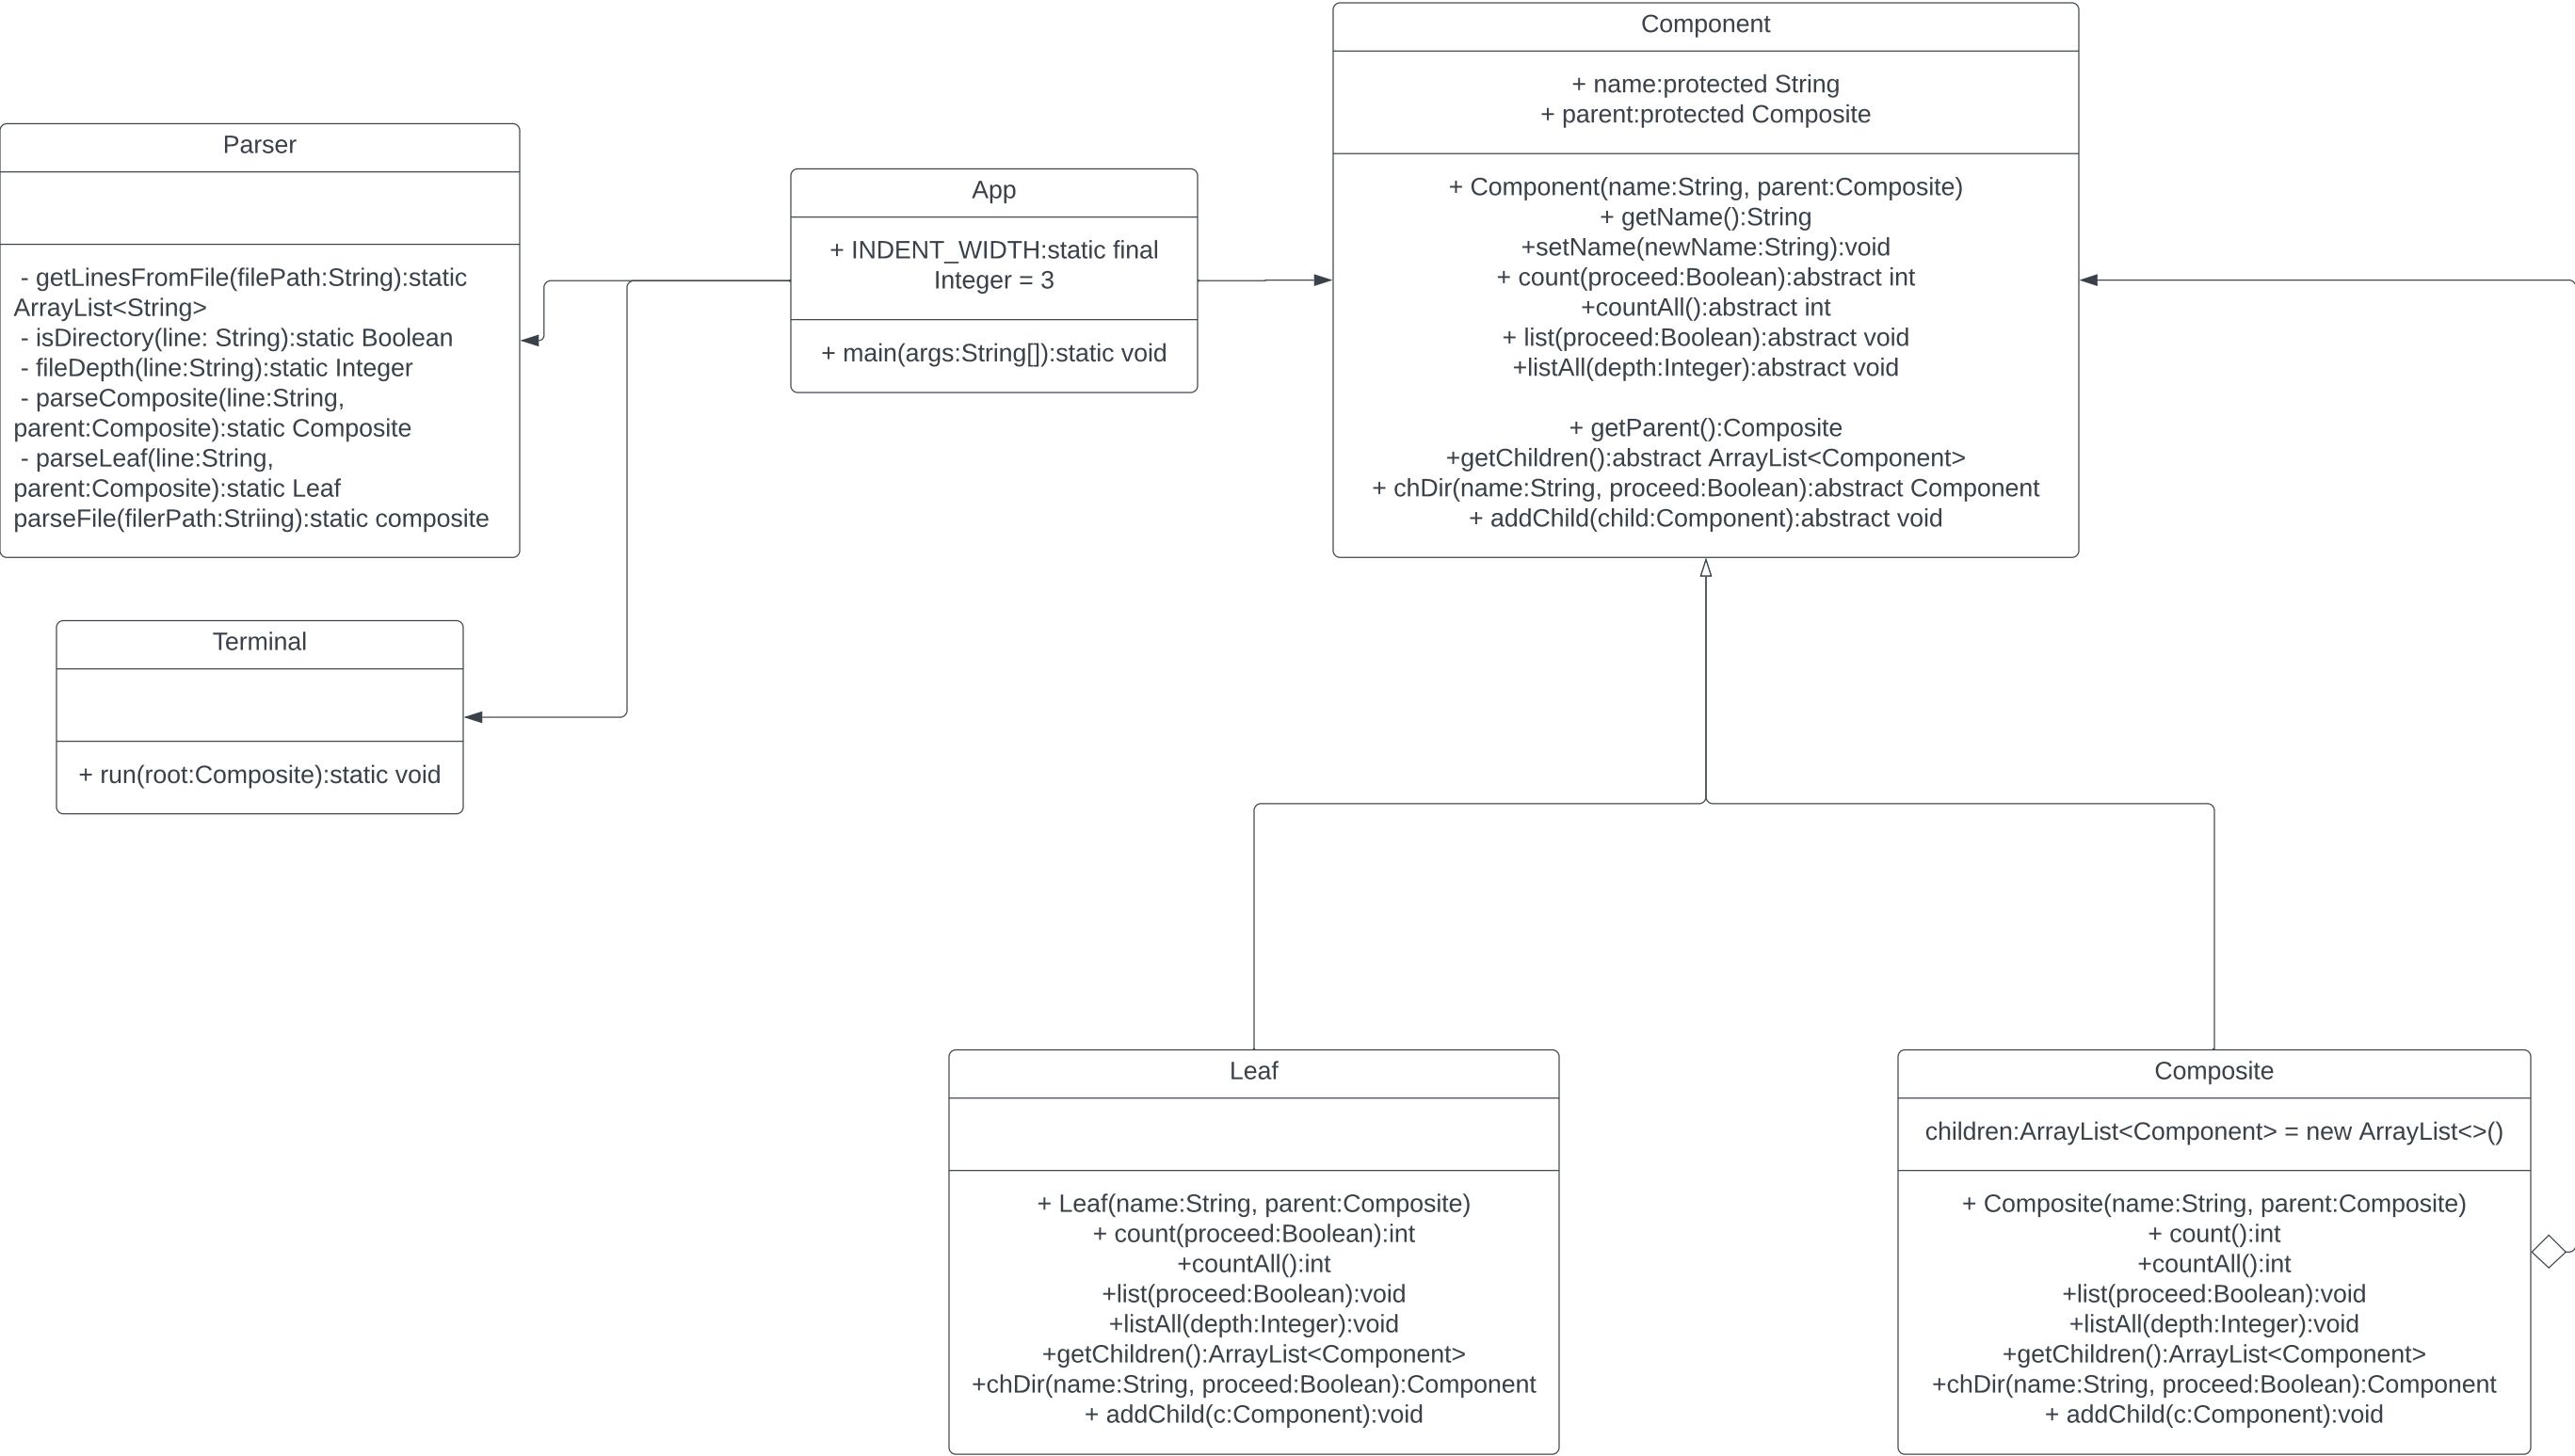 Parser
- getLinesFromFile(filePath:String):static
ArrayList<String>
- isDirectory(line: String):static Boolean
- fileDepth(line:String):static Integer
- parseComposite(line:String,
parent:Composite):static Composite
- parseLeaf(line:String,
parent:Composite):static Leaf
parseFile(filerPath:Striing):static composite
Terminal
+ run(root:Composite):static void
App
+ INDENT_WIDTH:static final
Integer = 3
+ main(args:String[]):static void
Component
+ name:protected String
+ parent:protected Composite
+ Component(name:String, parent:Composite)
+ getName():String
+setName(newName:String):void
+ count(proceed:Boolean):abstract int
+countAll():abstract int
+ list(proceed:Boolean):abstract void
+listAll(depth:Integer):abstract void
+ getParent():Composite
+getChildren():abstract ArrayList<Component>
+ chDir(name:String, proceed:Boolean):abstract Component
+ addChild(child:Component):abstract void
Leaf
+ Leaf(name:String, parent:Composite)
+ count(proceed:Boolean):int
+countAll():int
+list(proceed:Boolean):void
+listAll(depth:Integer):void
+getChildren():ArrayList<Component>
+chDir(name:String, proceed:Boolean):Component
+ addChild(c:Component):void
Composite
children:ArrayList<Component> = new ArrayList<>()
+ Composite(name:String, parent:Composite)
+ count():int
+countAll():int
+list(proceed:Boolean):void
+listAll(depth:Integer):void
+getChildren():ArrayList<Component>
+chDir(name:String, proceed:Boolean):Component
+ addChild(c:Component):void